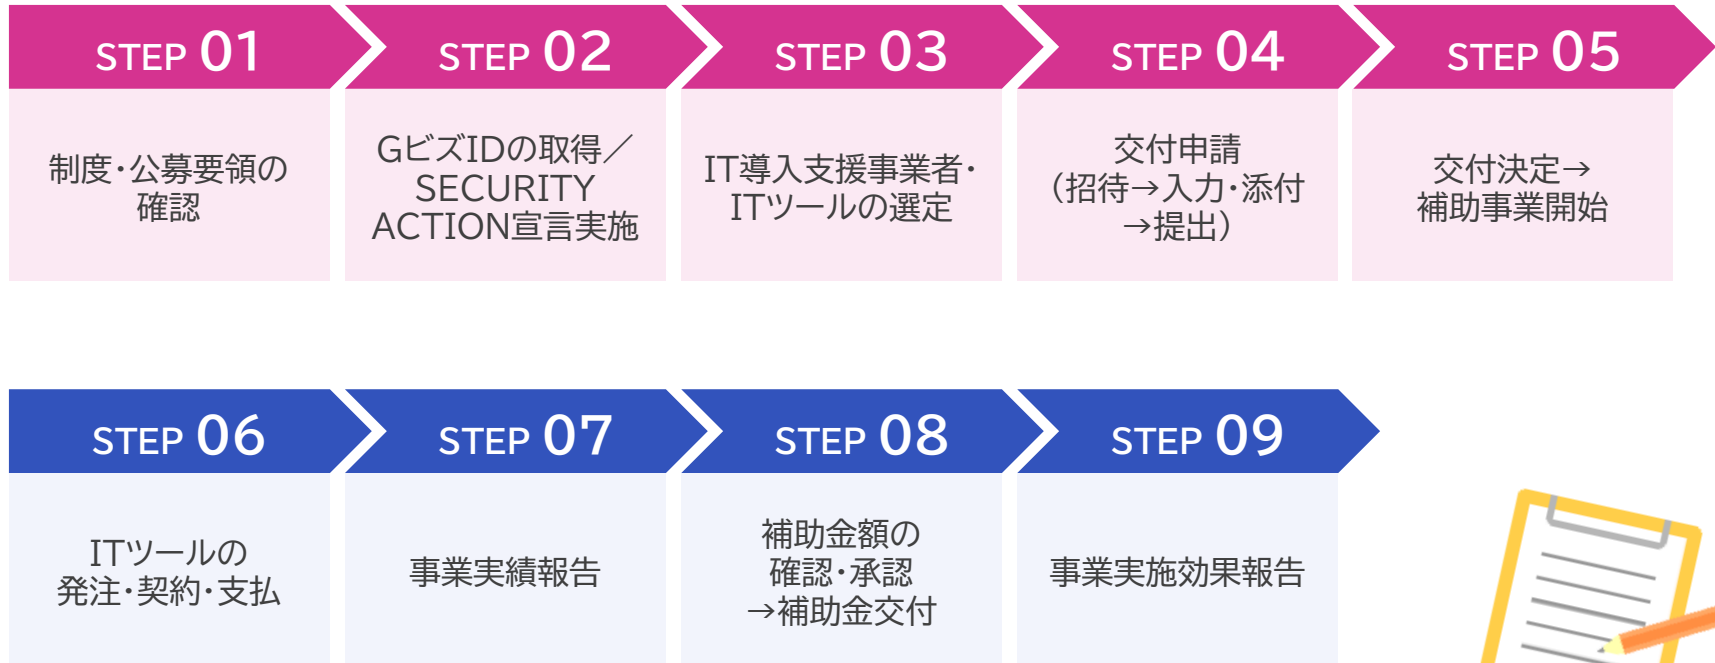 STEP 01
制度・公募要領の
確認
STEP 02
GビズIDの取得／
SECURITY
ACTION宣言実施
STEP 03
IT導入支援事業者・
ITツールの選定
STEP 04
交付申請
（招待→入力・添付
→提出）
STEP 05
交付決定→
補助事業開始
STEP 06
ITツールの
発注・契約・支払
STEP 07
事業実績報告
STEP 08
補助金額の
確認・承認
→補助金交付
STEP 09
事業実施効果報告